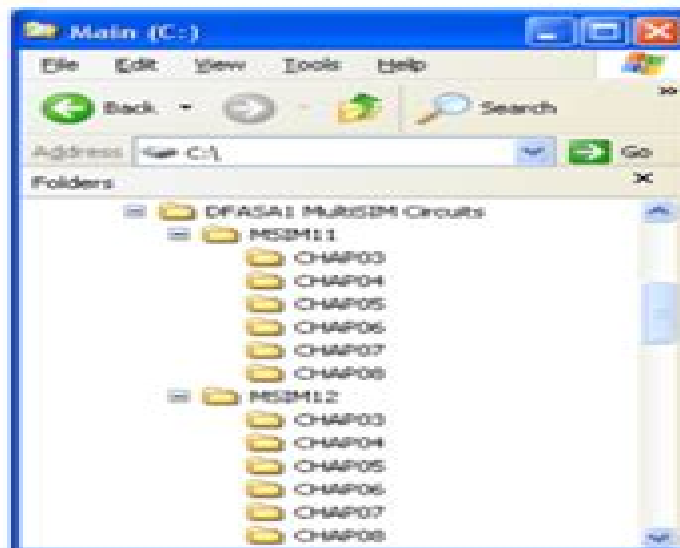 Main (C:)
File Edit View Tools Help
Back Search
Address C:\ Go
Folders
DFASA1 MultiSIM Circuits
MSIM11
CHAP03
CHAP04
CHAP05
CHAP06
CHAP07
CHAP08
MSIM12
CHAP03
CHAP04
CHAP05
CHAP06
CHAP07
CHAP08